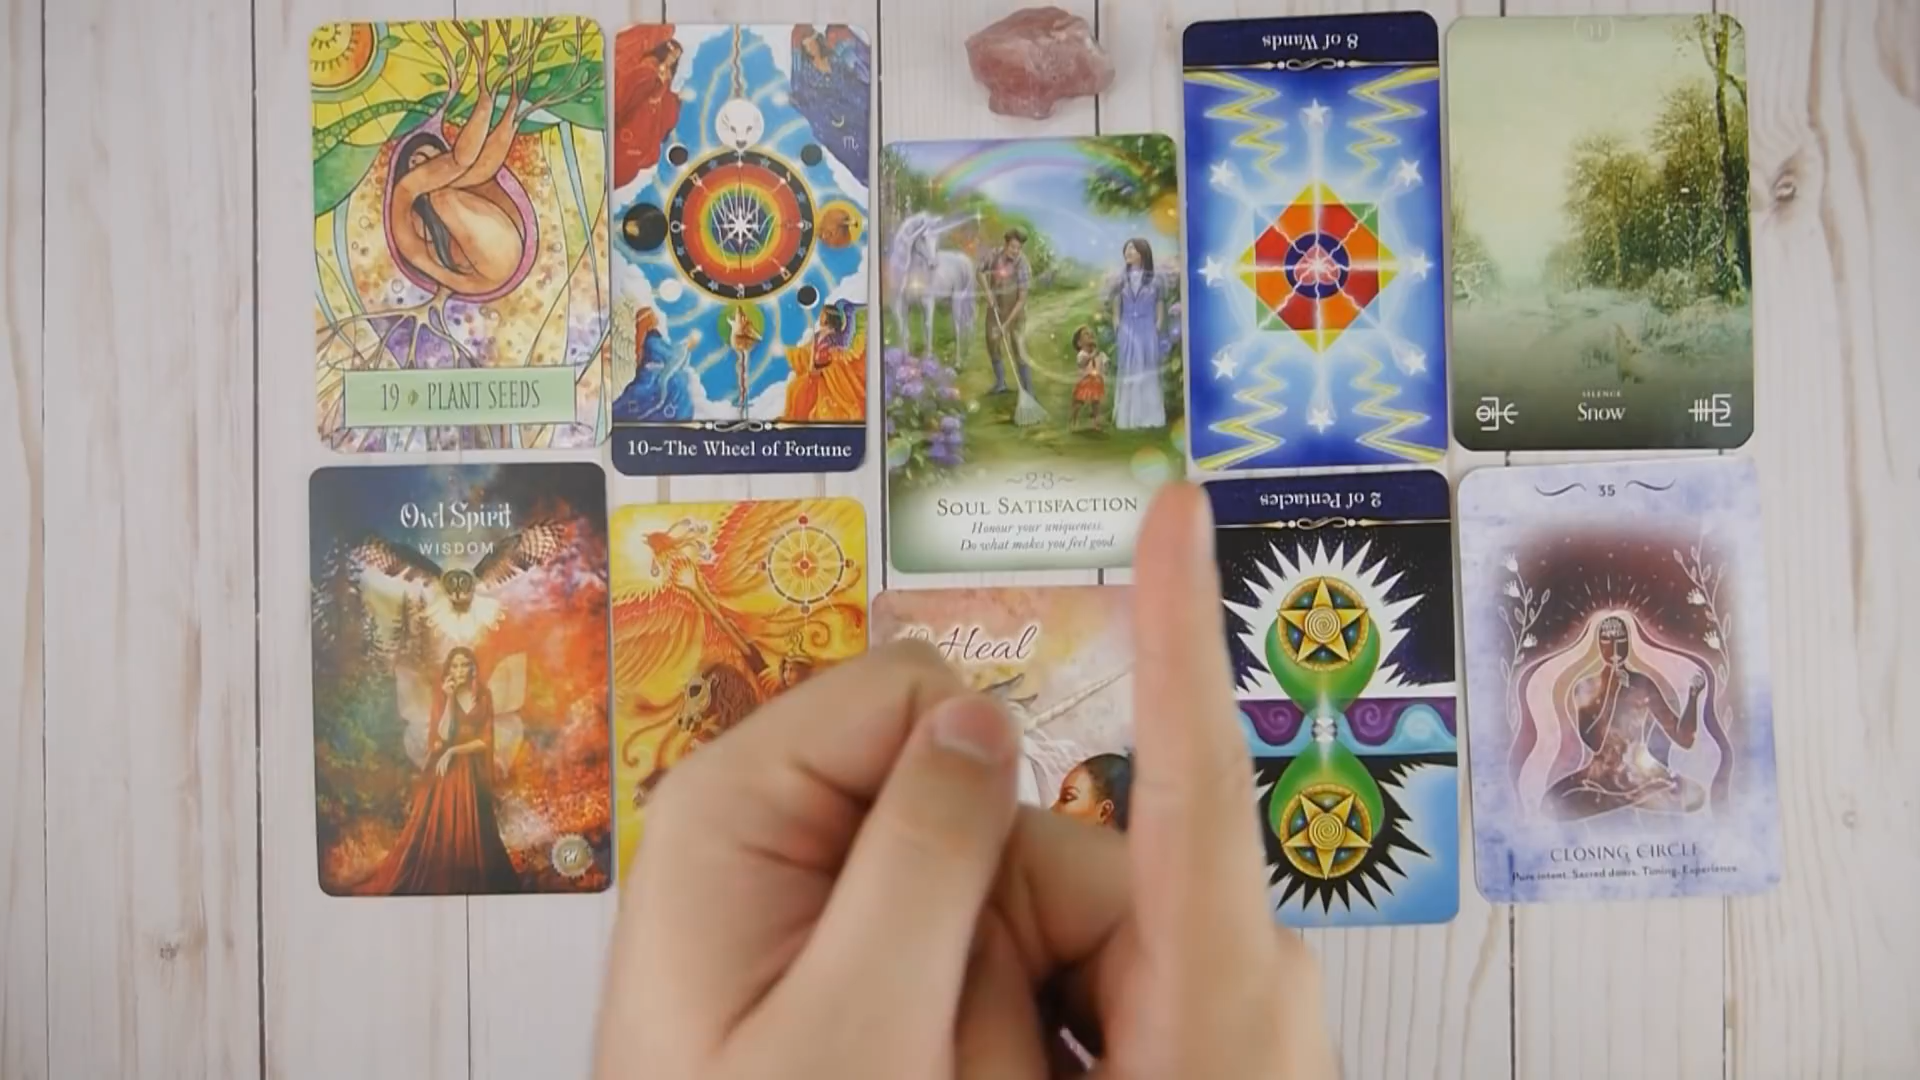 8 of Wands
11
19 PLANT SEEDS
10~The Wheel of Fortune
SILENCE
Snow
~23~
SOUL SATISFACTION
Honour your uniqueness.
Do what makes you feel good.
Owl Spirit
WISDOM
2 of Pentacles
35
Heal
CLOSING CIRCLE
Pure intent. Sacred doors. Timing. Experience.